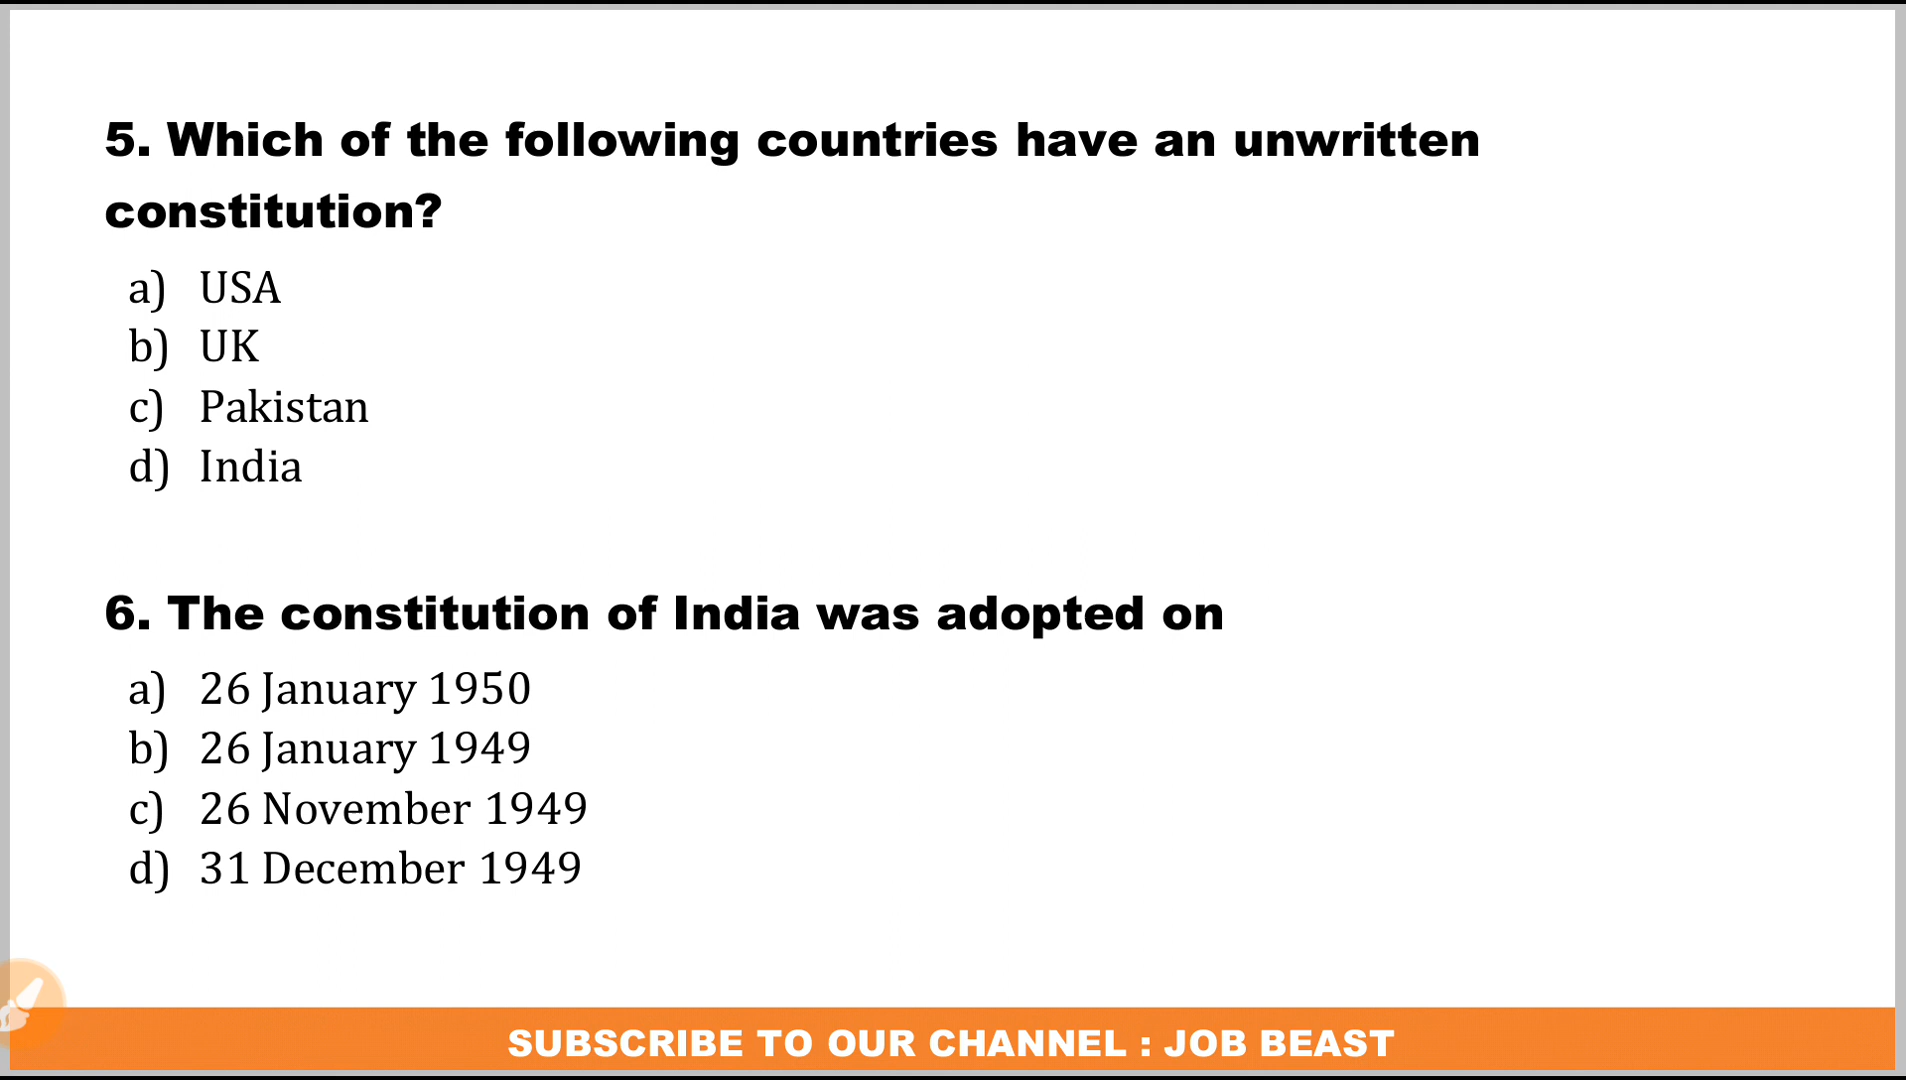 5. Which of the following countries have an unwritten
constitution?
a) USA
b) UK
c) Pakistan
d) India
6. The constitution of India was adopted on
a) 26 January 1950
b) 26 January 1949
c) 26 November 1949
d) 31 December 1949
SUBSCRIBE TO OUR CHANNEL : JOB BEAST